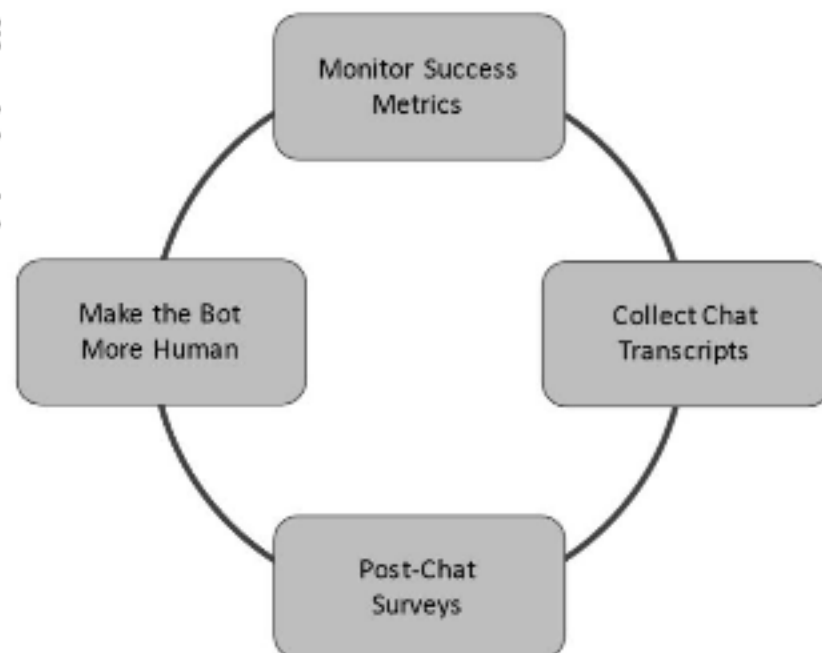 Monitor Success
Metrics
Make the Bot
More Human
Collect Chat
Transcripts
Post-Chat
Surveys